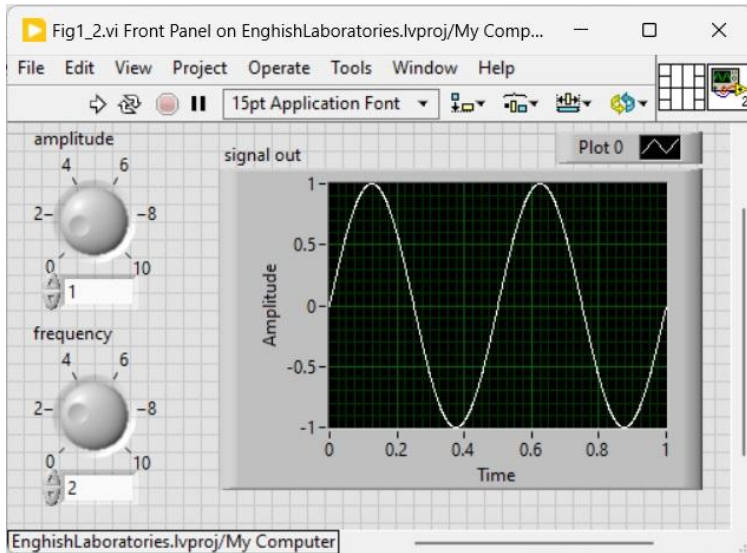 Fig1_2.vi Front Panel on EnghishLaboratories.lvproj/My Comp...
File Edit View Project Operate Tools Window Help
15pt Application Font
2
amplitude
4 6
2 8
0 10
1
frequency
4 6
2 8
0 10
2
signal out
Plot 0
Amplitude
1
0.5
0
-0.5
-1
0 0.2 0.4 0.6 0.8 1
Time
EnghishLaboratories.lvproj/My Computer